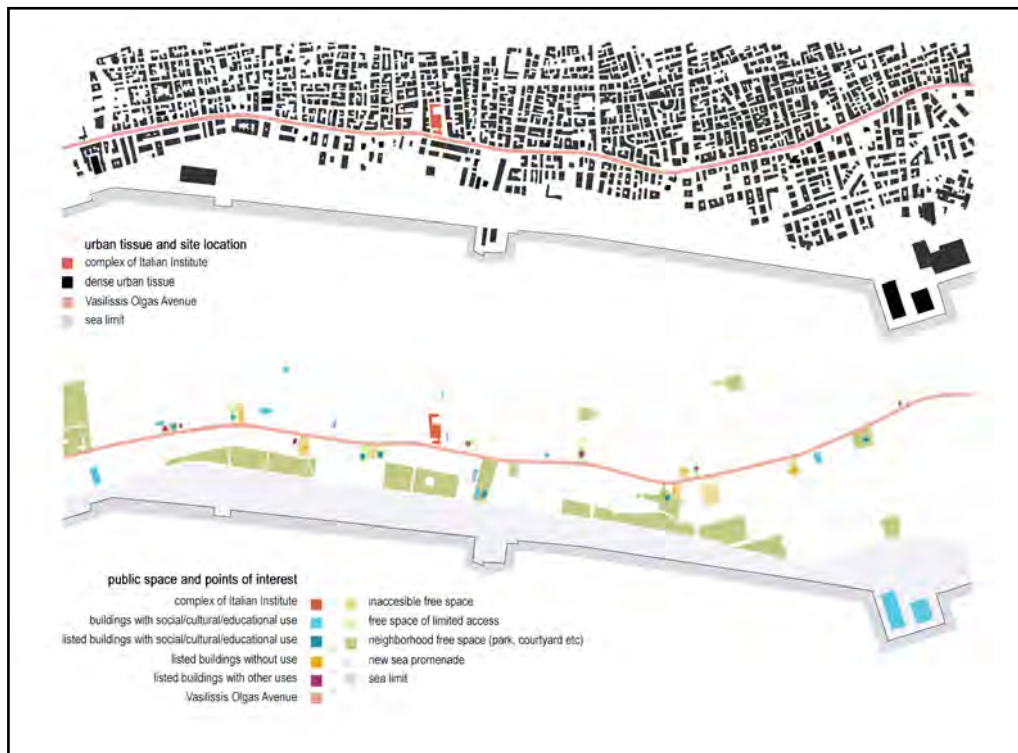 urban tissue and site location
complex of Italian Institute
dense urban tissue
Vasilissis Olgas Avenue
sea limit
public space and points of interest
complex of Italian Institute
buildings with social/cultural/educational use
listed buildings with social/cultural/educational use
listed buildings without use
listed buildings with other uses
Vasilissis Olgas Avenue
inaccesible free space
free space of limited access
neighborhood free space (park, courtyard etc)
new sea promenade
sea limit